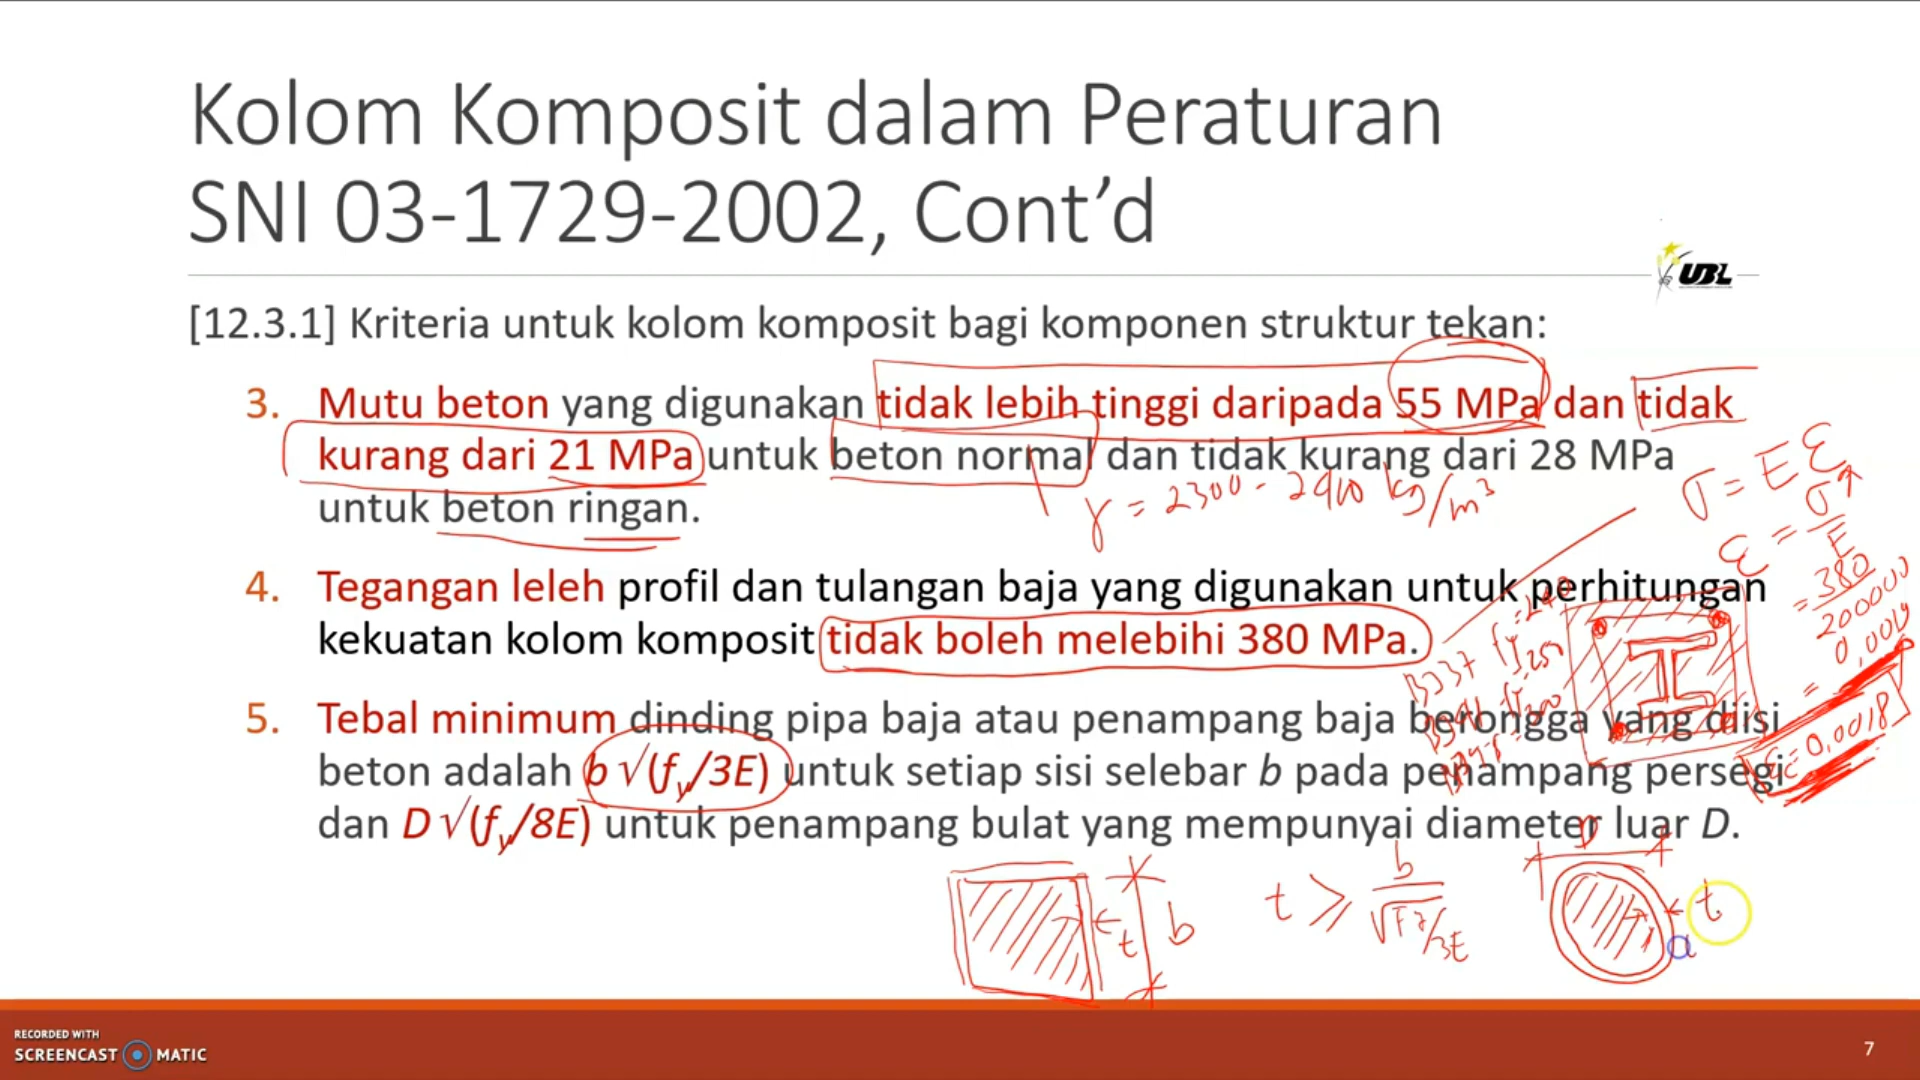 Kolom Komposit dalam Peraturan
SNI 03-1729-2002, Cont’d
UBL
[12.3.1] Kriteria untuk kolom komposit bagi komponen struktur tekan:
3. Mutu beton yang digunakan tidak lebih tinggi daripada 55 MPa dan tidak
kurang dari 21 MPa untuk beton normal dan tidak kurang dari 28 MPa
untuk beton ringan.
γ = 2300 - 2400 kg/m³
σ = E ε
ε = σ/E
= 380/200000
= 0,0019
ε = 0,0018
4. Tegangan leleh profil dan tulangan baja yang digunakan untuk perhitungan
kekuatan kolom komposit tidak boleh melebihi 380 MPa.
BJ37 fy=240
5. Tebal minimum dinding pipa baja atau penampang baja berongga yang diisi
beton adalah b √(fy/3E) untuk setiap sisi selebar b pada penampang persegi
dan D √(fy/8E) untuk penampang bulat yang mempunyai diameter luar D.
t b
t ≥ b/√fy/3E
D
t
a
RECORDED WITH
SCREENCAST MATIC
7